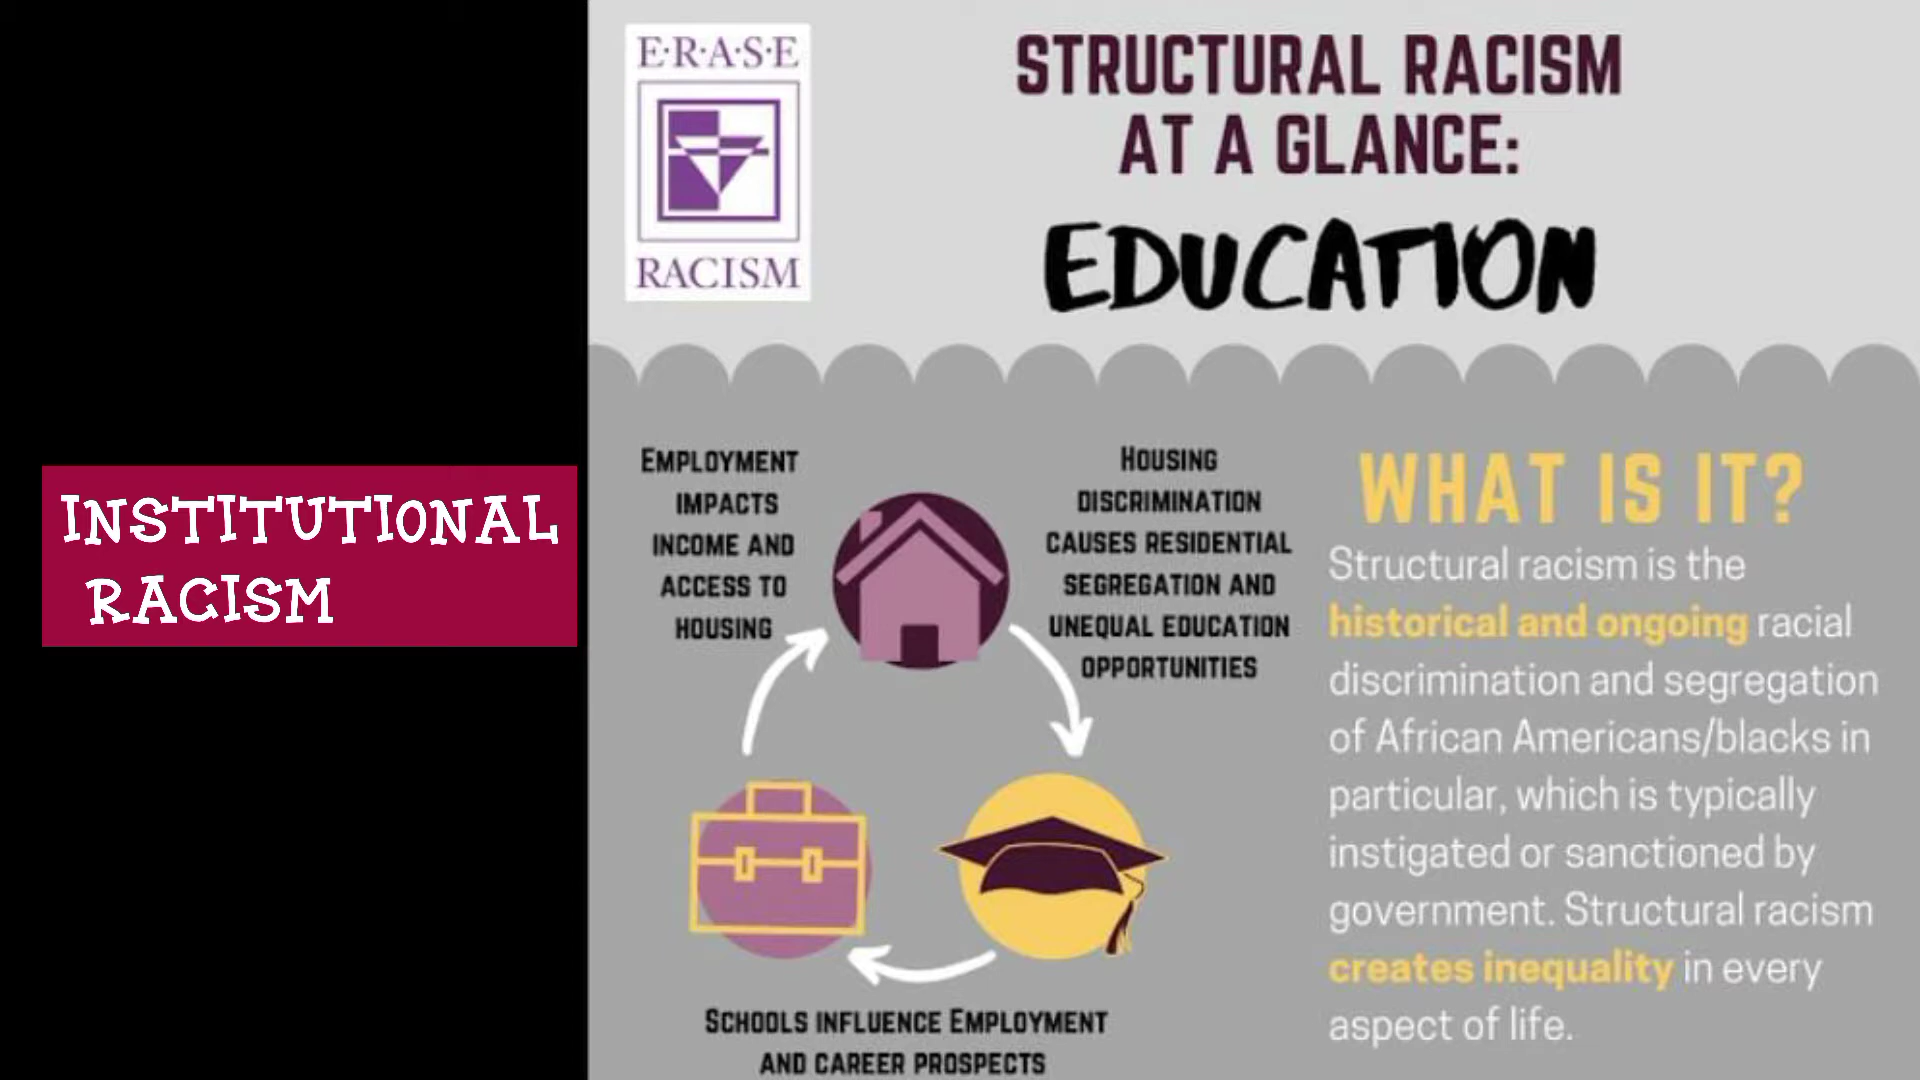 INSTITUTIONAL
RACISM
E·R·A·S·E
RACISM
STRUCTURAL RACISM
AT A GLANCE:
EDUCATION
EMPLOYMENT
IMPACTS
INCOME AND
ACCESS TO
HOUSING
HOUSING
DISCRIMINATION
CAUSES RESIDENTIAL
SEGREGATION AND
UNEQUAL EDUCATION
OPPORTUNITIES
SCHOOLS INFLUENCE EMPLOYMENT
AND CAREER PROSPECTS
WHAT IS IT?
Structural racism is the
historical and ongoing racial
discrimination and segregation
of African Americans/blacks in
particular, which is typically
instigated or sanctioned by
government. Structural racism
creates inequality in every
aspect of life.